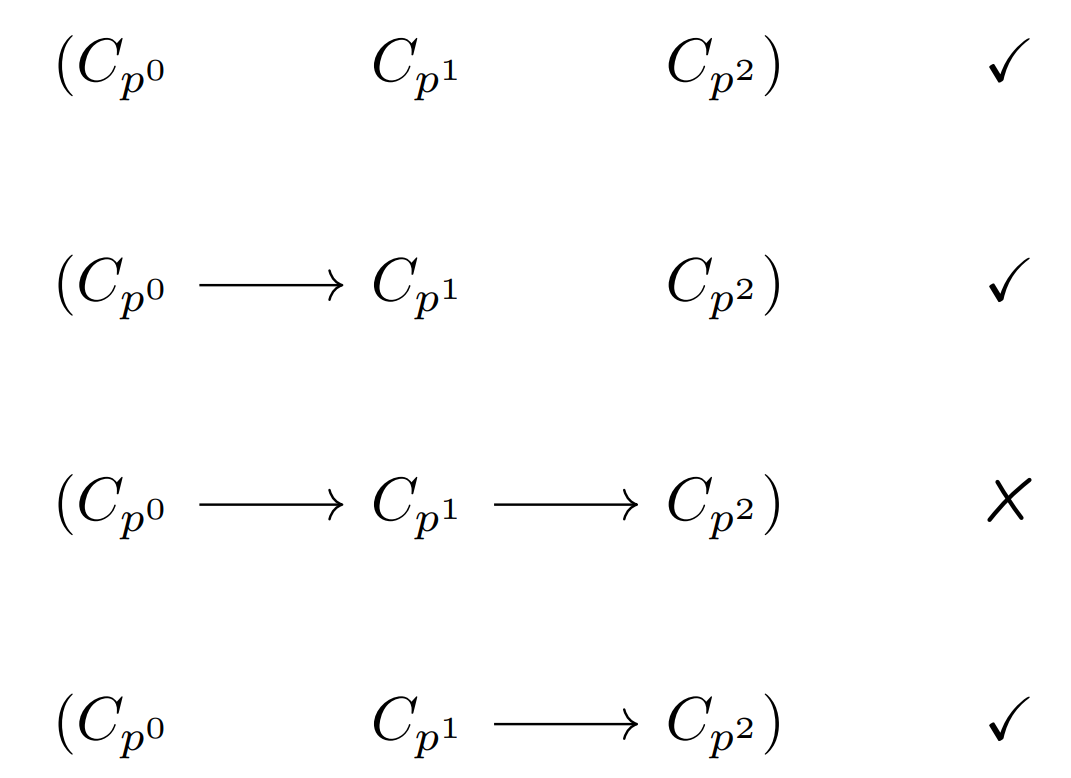 (C_{p^0} C_{p^1} C_{p^2}) ✓
(C_{p^0} ⟶ C_{p^1} C_{p^2}) ✓
(C_{p^0} ⟶ C_{p^1} ⟶ C_{p^2}) ✗
(C_{p^0} C_{p^1} ⟶ C_{p^2}) ✓